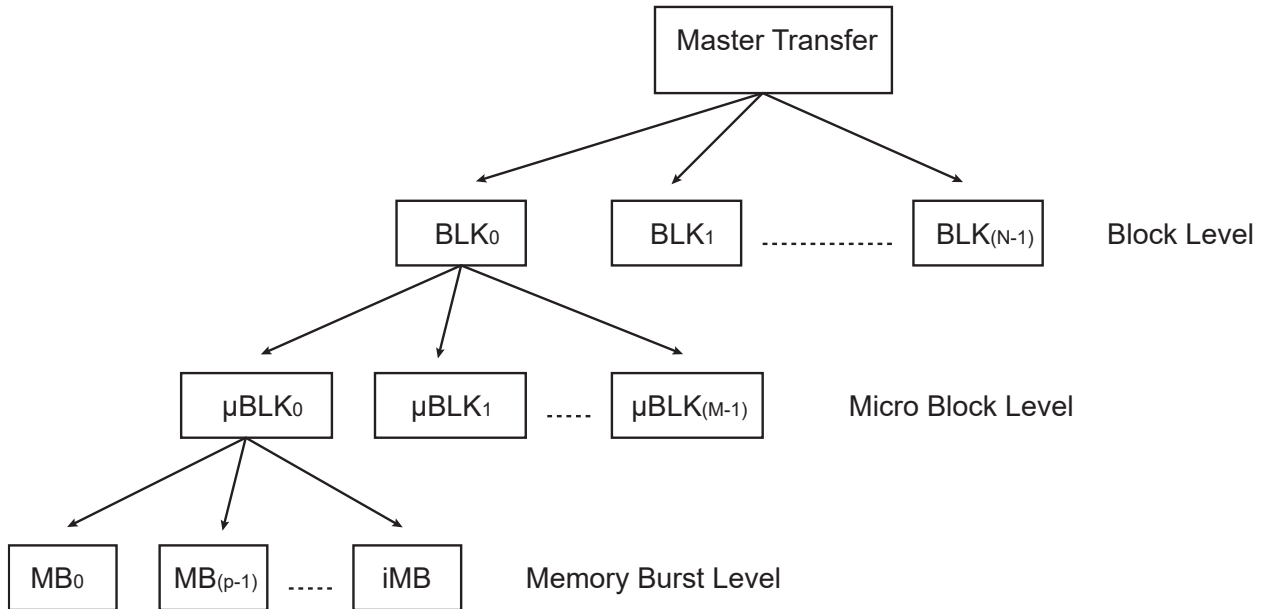 Master Transfer
BLK0 BLK1 BLK(N-1) Block Level
µBLK0 µBLK1 µBLK(M-1) Micro Block Level
MB0 MB(p-1) iMB Memory Burst Level